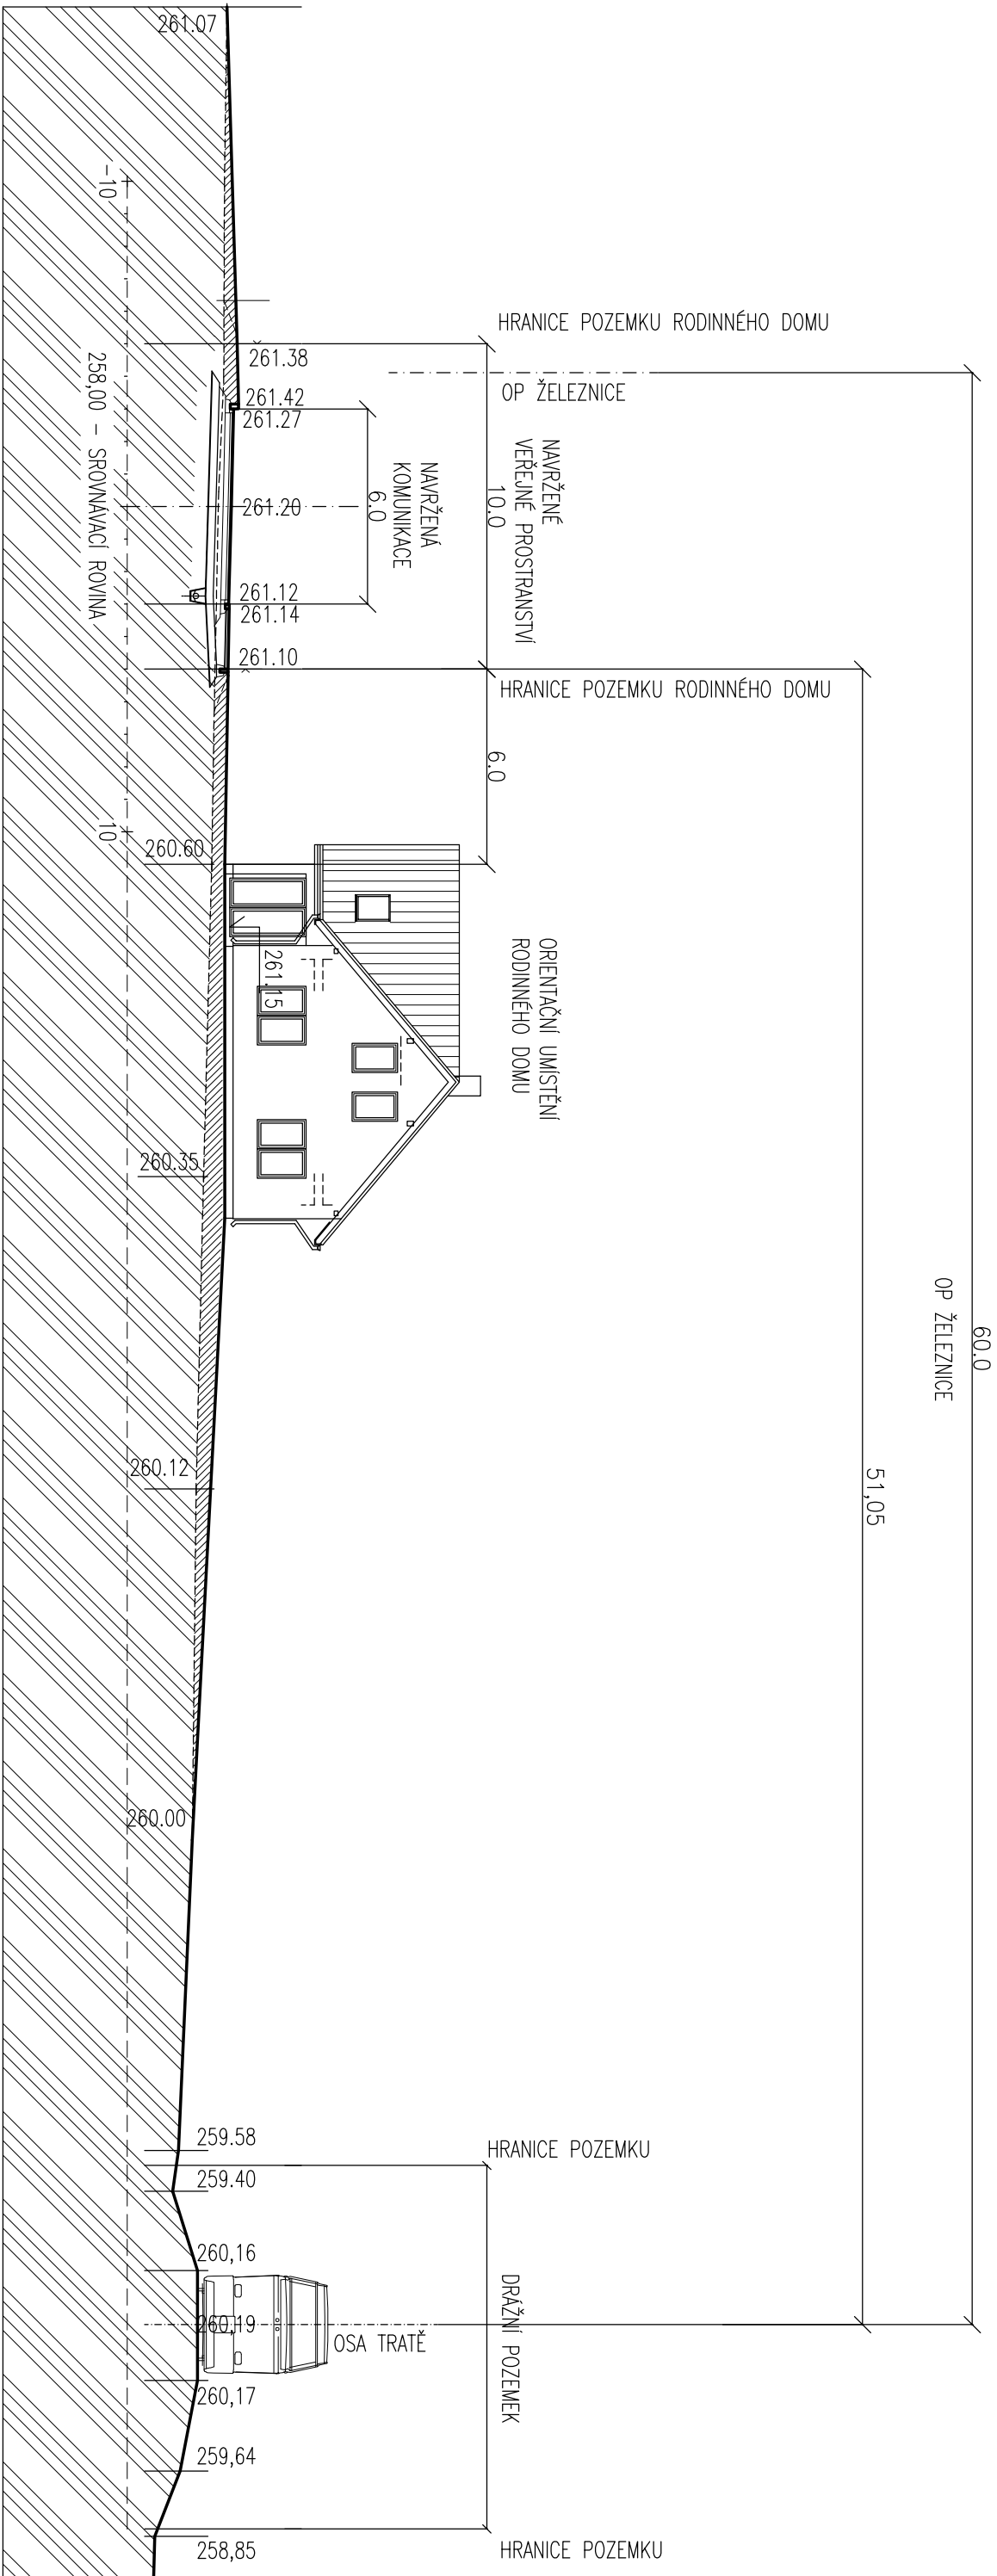 261.07
-10
HRANICE POZEMKU RODINNÉHO DOMU
261.38
OP ŽELEZNICE
261.42
261.27
258,00 - SROVNÁVACÍ ROVINA
NAVRŽENÁ
KOMUNIKACE
6.0
NAVRŽENÉ
VEŘEJNÉ PROSTRANSTVÍ
10.0
261.20
261.12
261.14
261.10
HRANICE POZEMKU RODINNÉHO DOMU
6.0
10
260.60
261.15
ORIENTAČNÍ UMÍSTĚNÍ
RODINNÉHO DOMU
260.35
60.0
OP ŽELEZNICE
51,05
260.12
260.00
259.58
HRANICE POZEMKU
259.40
260,16
DRÁŽNÍ POZEMEK
260,19
OSA TRATĚ
260,17
259,64
258,85
HRANICE POZEMKU